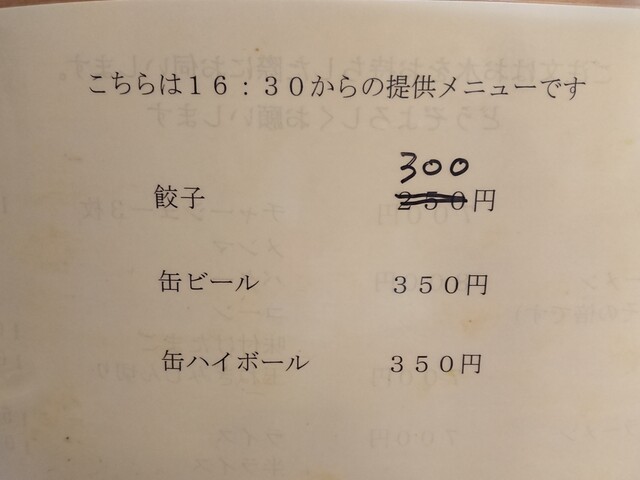 こちらは１６：３０からの提供メニューです
餃子 300 ２５０円
缶ビール ３５０円
缶ハイボール ３５０円